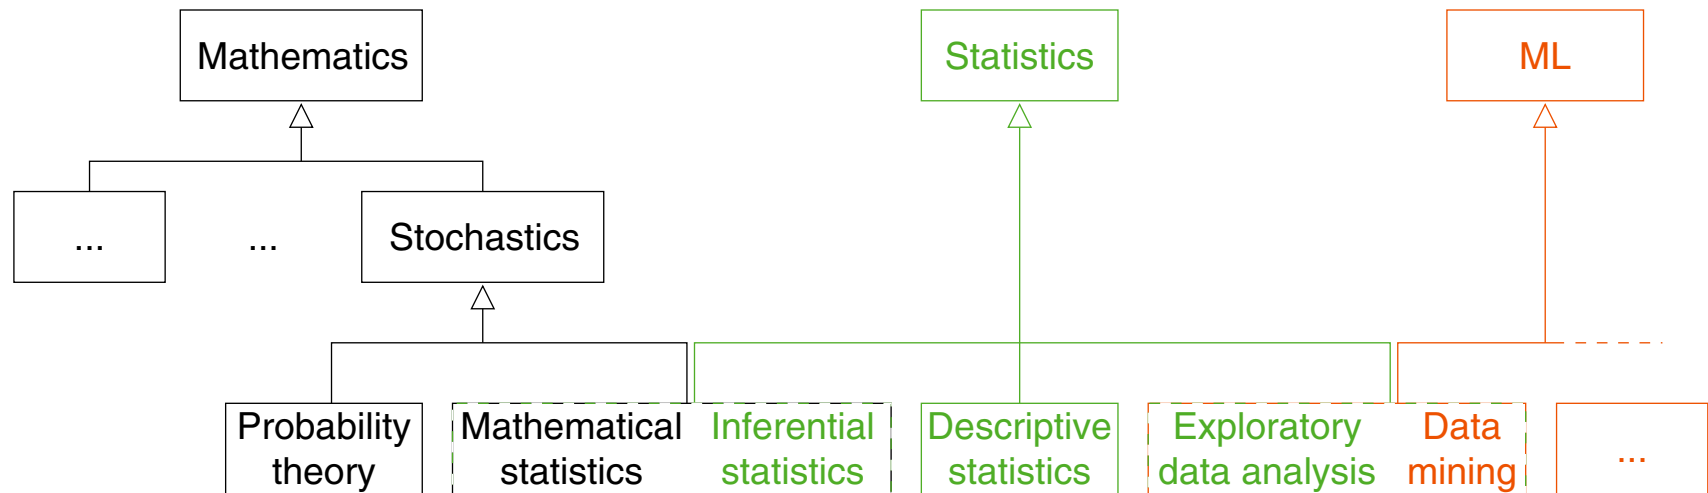 Mathematics
Statistics
ML
...
...
Stochastics
Probability
theory
Mathematical
statistics
Inferential
statistics
Descriptive
statistics
Exploratory
data analysis
Data
mining
...